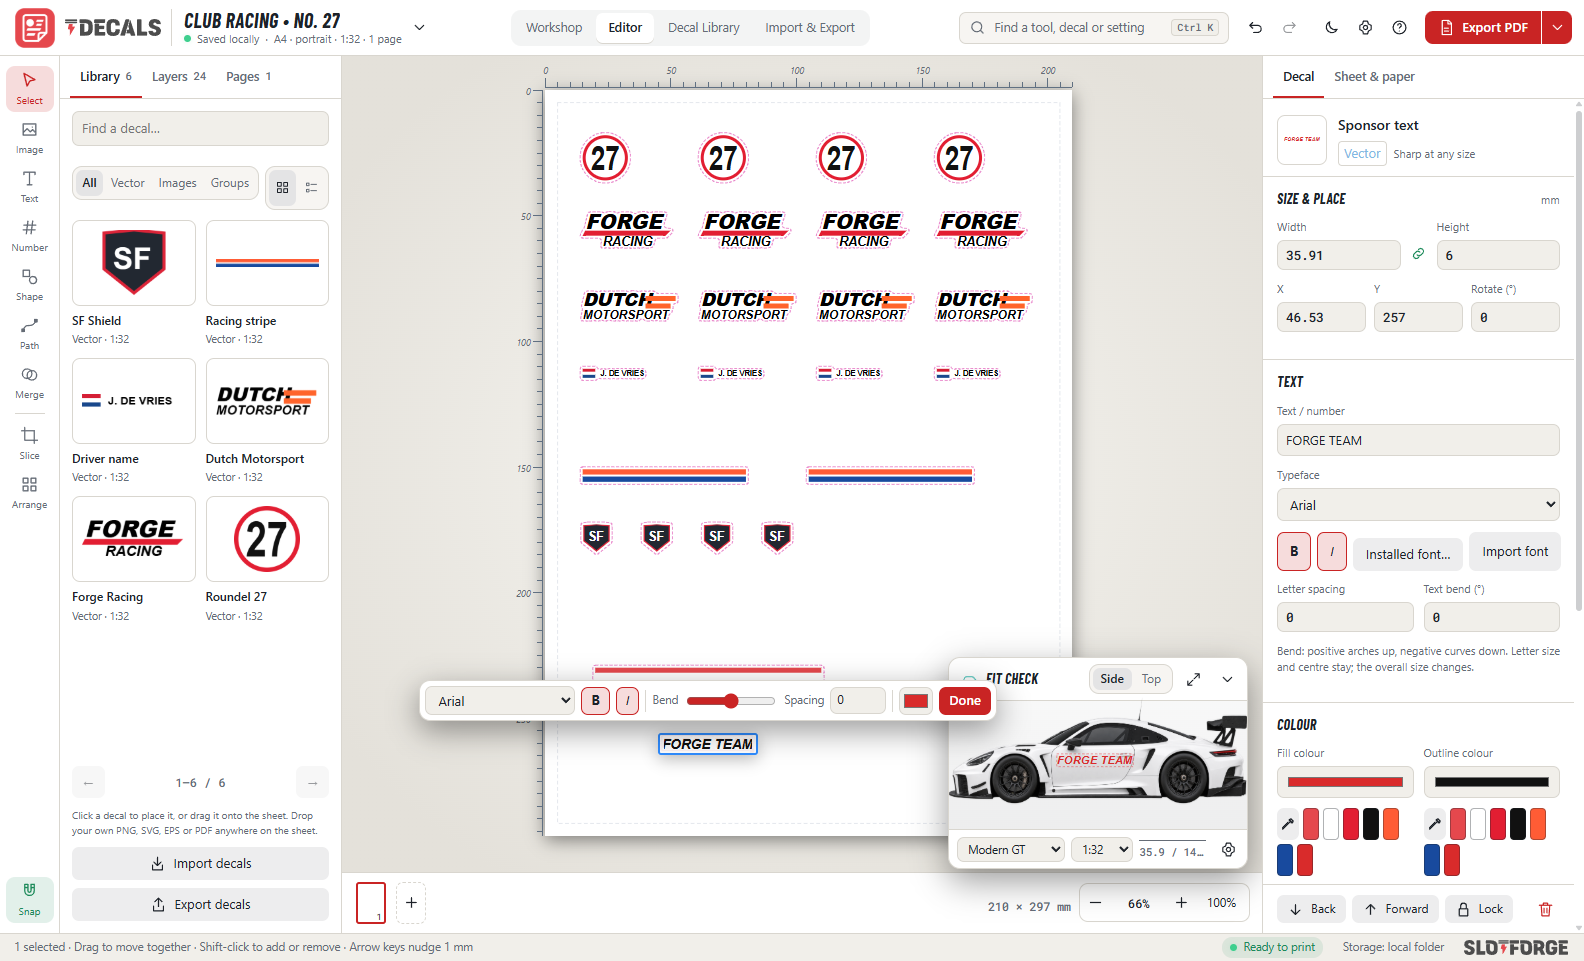 DECALS
CLUB RACING • NO. 27
Saved locally · A4 · portrait · 1:32 · 1 page
Workshop
Editor
Decal Library
Import & Export
Find a tool, decal or setting
Ctrl K
Export PDF
Select
Image
Text
Number
Shape
Path
Merge
Slice
Arrange
Snap
Library 6
Layers 24
Pages 1
Find a decal...
All
Vector
Images
Groups
SF
SF Shield
Vector · 1:32
Racing stripe
Vector · 1:32
J. DE VRIES
Driver name
Vector · 1:32
DUTCH
MOTORSPORT
Dutch Motorsport
Vector · 1:32
FORGE
RACING
Forge Racing
Vector · 1:32
27
Roundel 27
Vector · 1:32
←
1–6 / 6
→
Click a decal to place it, or drag it onto the sheet. Drop
your own PNG, SVG, EPS or PDF anywhere on the sheet.
Import decals
Export decals
0 50 100 150 200
0
50
100
150
200
27 27 27 27
FORGE FORGE FORGE FORGE
RACING RACING RACING RACING
DUTCH DUTCH DUTCH DUTCH
MOTORSPORT MOTORSPORT MOTORSPORT MOTORSPORT
J. DE VRIES J. DE VRIES J. DE VRIES J. DE VRIES
SF SF SF SF
Arial
B
I
Bend
Spacing
0
Done
FORGE TEAM
FIT CHECK
Side
Top
FORGE TEAM
Modern GT
1:32
35.9 / 14…
1
+
210 × 297 mm
−
66%
+
100%
Decal
Sheet & paper
FORGE TEAM
Sponsor text
Vector
Sharp at any size
SIZE & PLACE
mm
Width
Height
35.91
6
X
Y
Rotate (°)
46.53
257
0
TEXT
Text / number
FORGE TEAM
Typeface
Arial
B
I
Installed font...
Import font
Letter spacing
Text bend (°)
0
0
Bend: positive arches up, negative curves down. Letter size
and centre stay; the overall size changes.
COLOUR
Fill colour
Outline colour
Back
Forward
Lock
1 selected · Drag to move together · Shift-click to add or remove · Arrow keys nudge 1 mm
Ready to print
Storage: local folder
SLOTFORGE